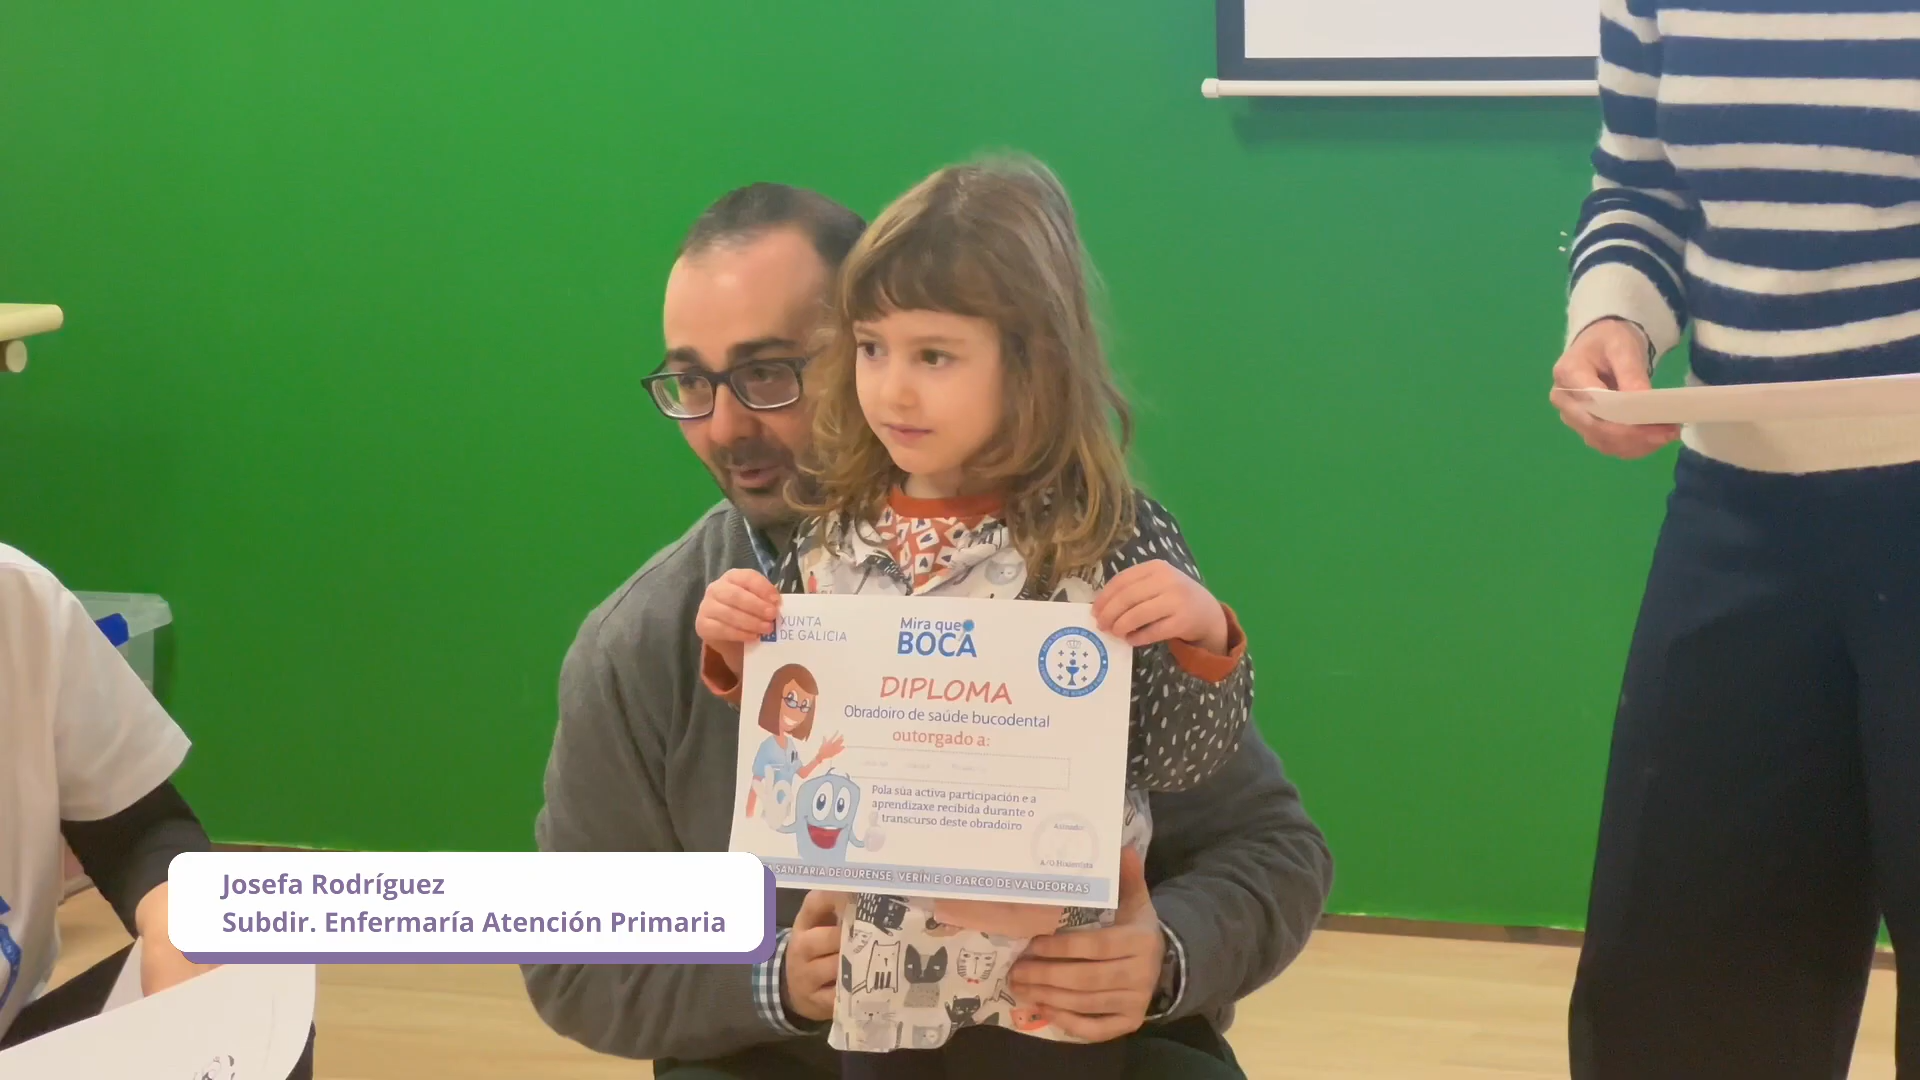 XUNTA
DE GALICIA
Mira que
BOCA
DIPLOMA
Obradoiro de saúde bucodental
outorgado a:
Pola súa activa participación e a
aprendizaxe recibida durante o
transcurso deste obradoiro
A/O Hixienista
SANITARIA DE OURENSE, VERÍN E O BARCO DE VALDEORRAS
Josefa Rodríguez
Subdir. Enfermaría Atención Primaria